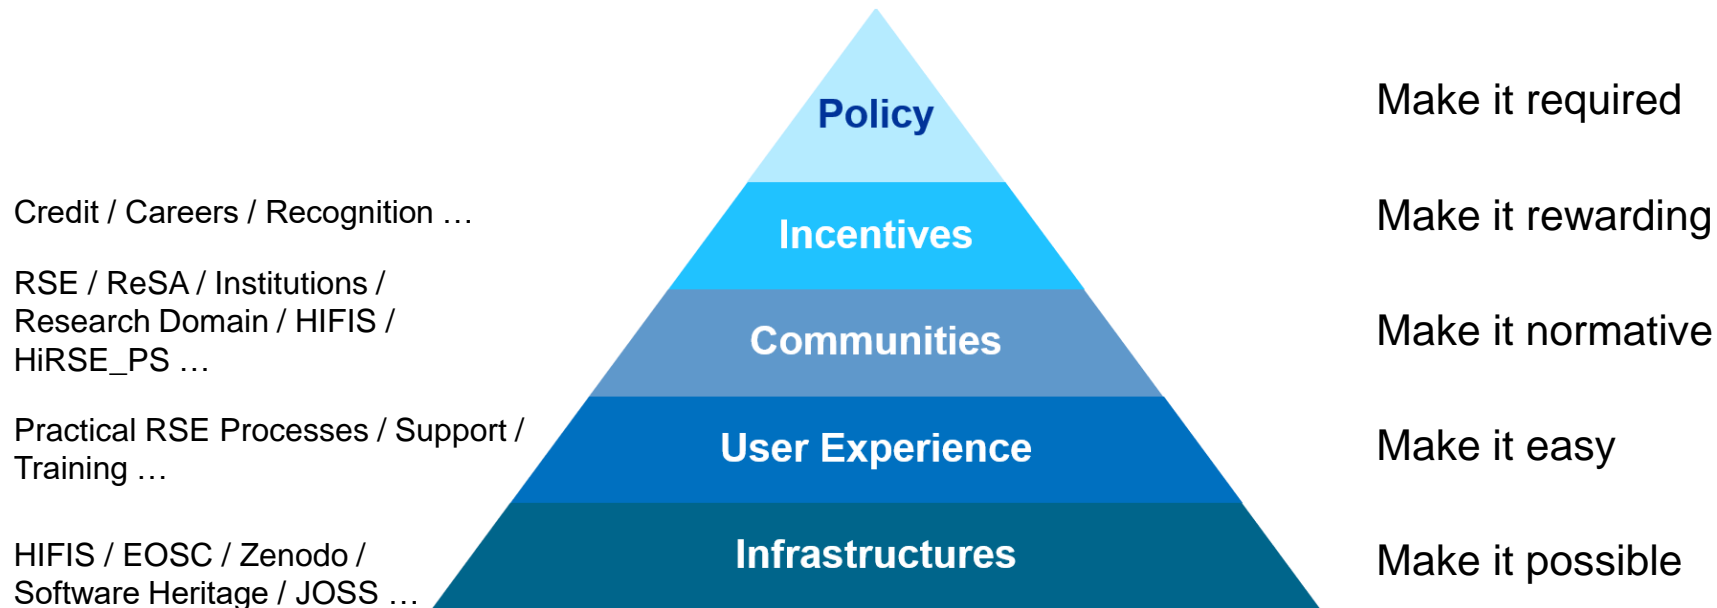 Policy
Make it required
Credit / Careers / Recognition …
Incentives
Make it rewarding
RSE / ReSA / Institutions /
Research Domain / HIFIS /
HiRSE_PS …
Communities
Make it normative
Practical RSE Processes / Support /
Training …
User Experience
Make it easy
HIFIS / EOSC / Zenodo /
Software Heritage / JOSS …
Infrastructures
Make it possible